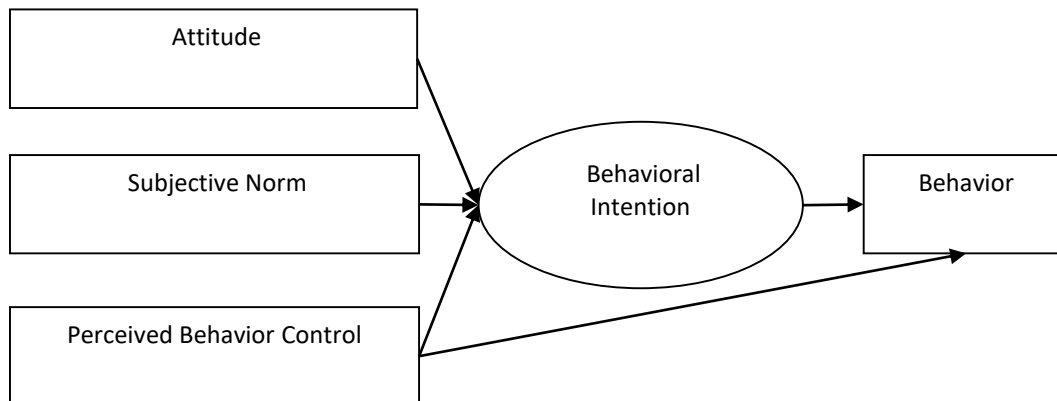 Attitude
Subjective Norm
Behavioral
Intention
Behavior
Perceived Behavior Control